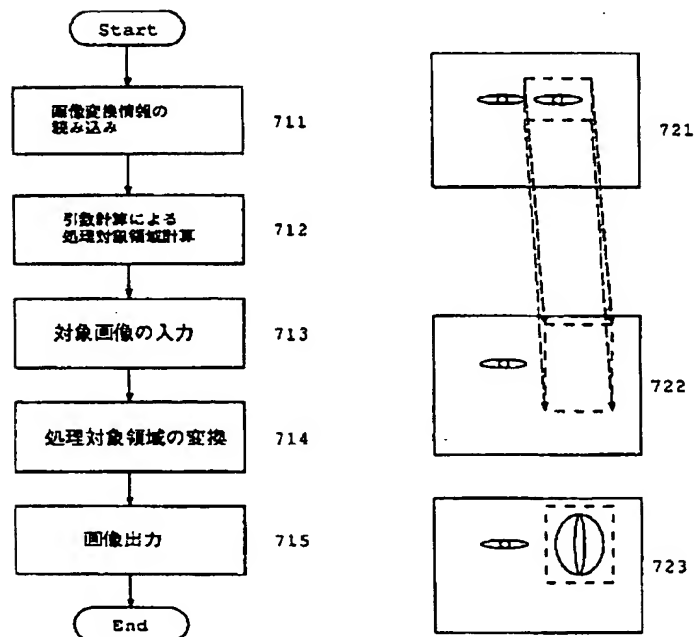 Start
画像変換情報の
読み込み
711
引数計算による
処理対象領域計算
712
対象画像の入力
713
処理対象領域の変換
714
画像出力
715
End
721
722
723